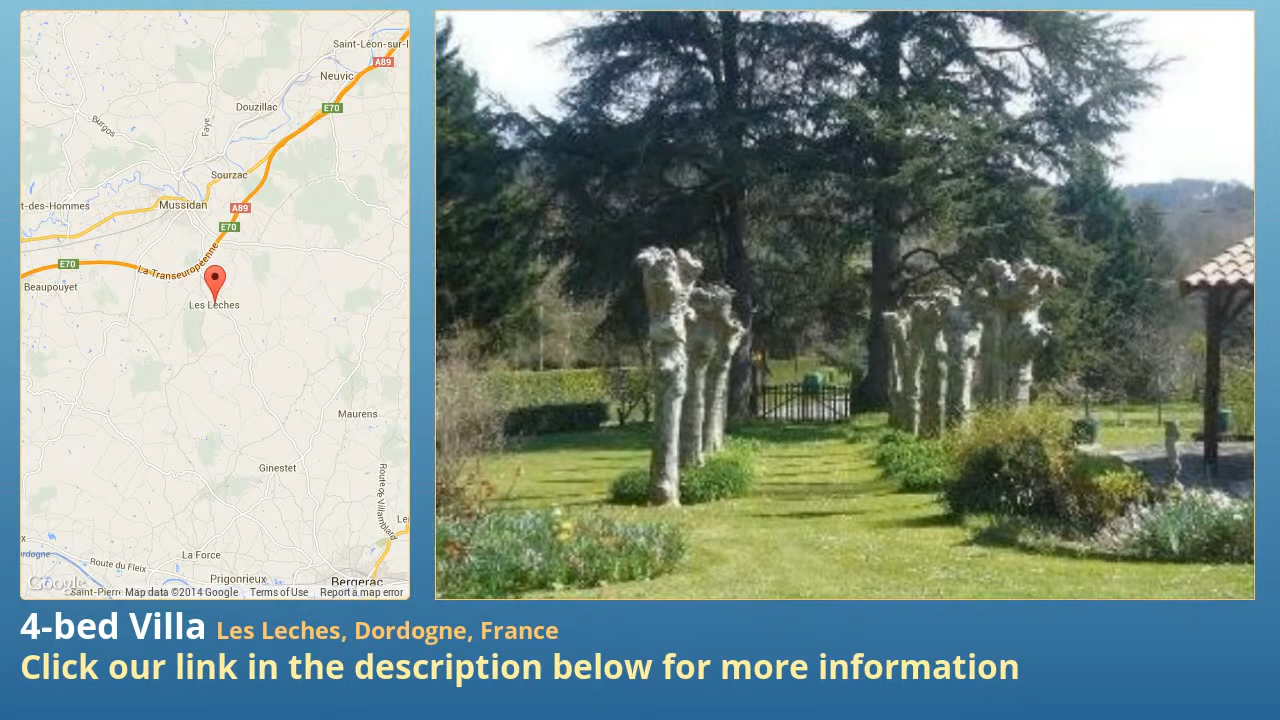 Saint-Léon-sur-l
A89
Neuvic
E70
Douzillac
Burgos
Faye
Sourzac
t-des-Hommes
Mussidan
A89
E70
E70
La Transeuropéenne
Beaupouyet
Les Lèches
Maurens
Ginestet
Route de Villamblard
Le
x
rdogne
Route du Fleix
La Force
Prigonrieux
Bergerac
Google
Saint-Pierre
Map data ©2014 Google
Terms of Use
Report a map error
4-bed Villa Les Leches, Dordogne, France
Click our link in the description below for more information